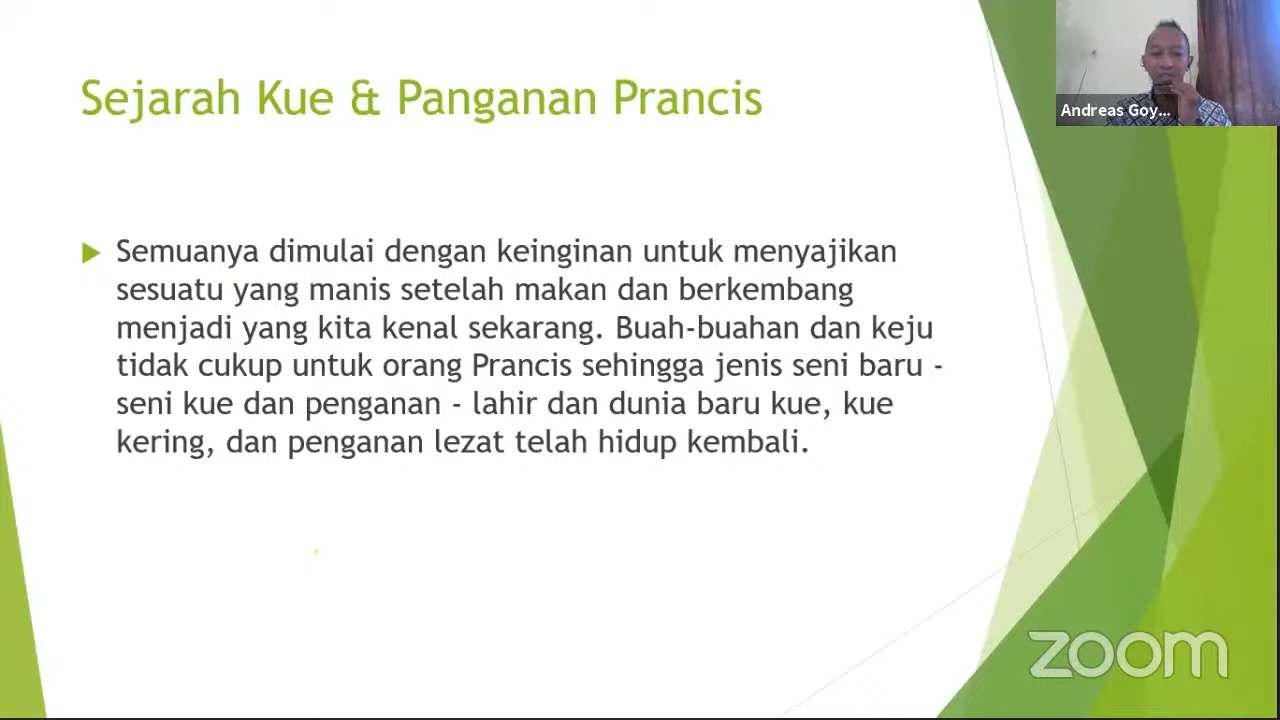 Sejarah Kue & Panganan Prancis
Andreas Goy...
Semuanya dimulai dengan keinginan untuk menyajikan
sesuatu yang manis setelah makan dan berkembang
menjadi yang kita kenal sekarang. Buah-buahan dan keju
tidak cukup untuk orang Prancis sehingga jenis seni baru -
seni kue dan penganan - lahir dan dunia baru kue, kue
kering, dan penganan lezat telah hidup kembali.
zoom